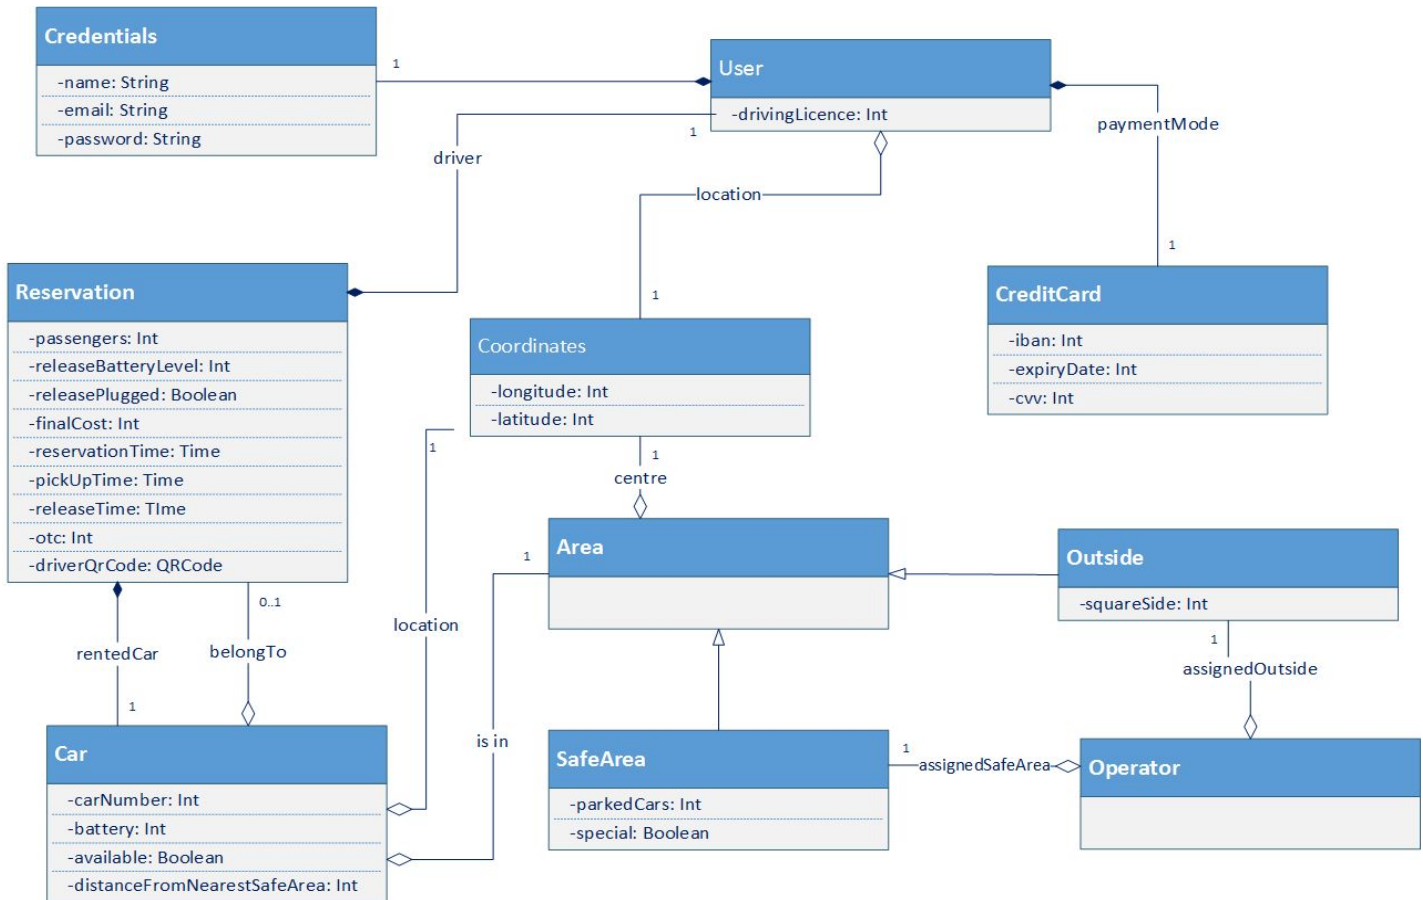 Credentials
-name: String
-email: String
-password: String
1
User
-drivingLicence: Int
1
driver
paymentMode
location
1
1
Reservation
-passengers: Int
-releaseBatteryLevel: Int
-releasePlugged: Boolean
-finalCost: Int
-reservationTime: Time
-pickUpTime: Time
-releaseTime: TIme
-otc: Int
-driverQrCode: QRCode
Coordinates
-longitude: Int
-latitude: Int
CreditCard
-iban: Int
-expiryDate: Int
-cvv: Int
1
1
centre
Area
1
Outside
-squareSide: Int
0..1
location
rentedCar
belongTo
1
assignedOutside
1
is in
Car
-carNumber: Int
-battery: Int
-available: Boolean
-distanceFromNearestSafeArea: Int
SafeArea
-parkedCars: Int
-special: Boolean
1
assignedSafeArea
Operator